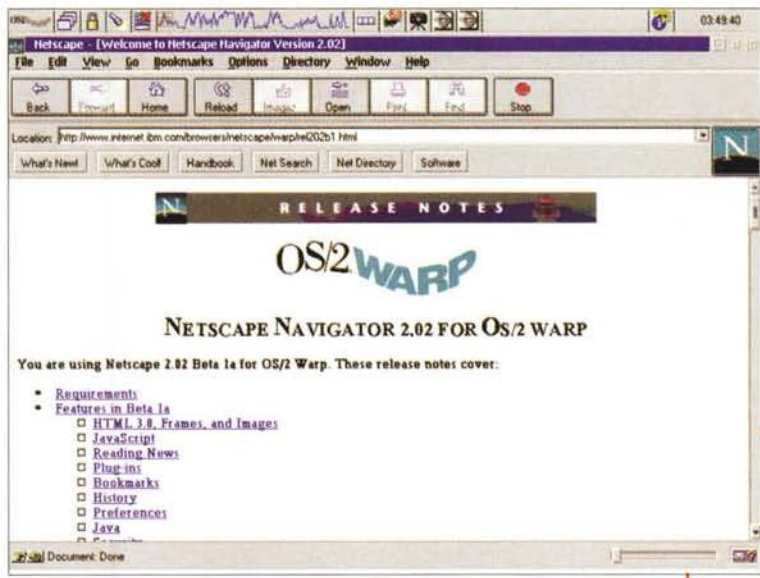 03:49:40
Netscape - [Welcome to Netscape Navigator Version 2.02]
File Edit View Go Bookmarks Options Directory Window Help
Back Forward Home Reload Images Open Print Find Stop
Location: http://www.internet.ibm.com/browsers/netscape/warp/rel202b1.html
N
What's New! What's Cool! Handbook Net Search Net Directory Software
N RELEASE NOTES
OS/2 WARP
NETSCAPE NAVIGATOR 2.02 FOR OS/2 WARP
You are using Netscape 2.02 Beta 1a for OS/2 Warp. These release notes cover:
Requirements
Features in Beta 1a
HTML 3.0, Frames, and Images
JavaScript
Reading News
Plug-ins
Bookmarks
History
Preferences
Java
Security
Document: Done